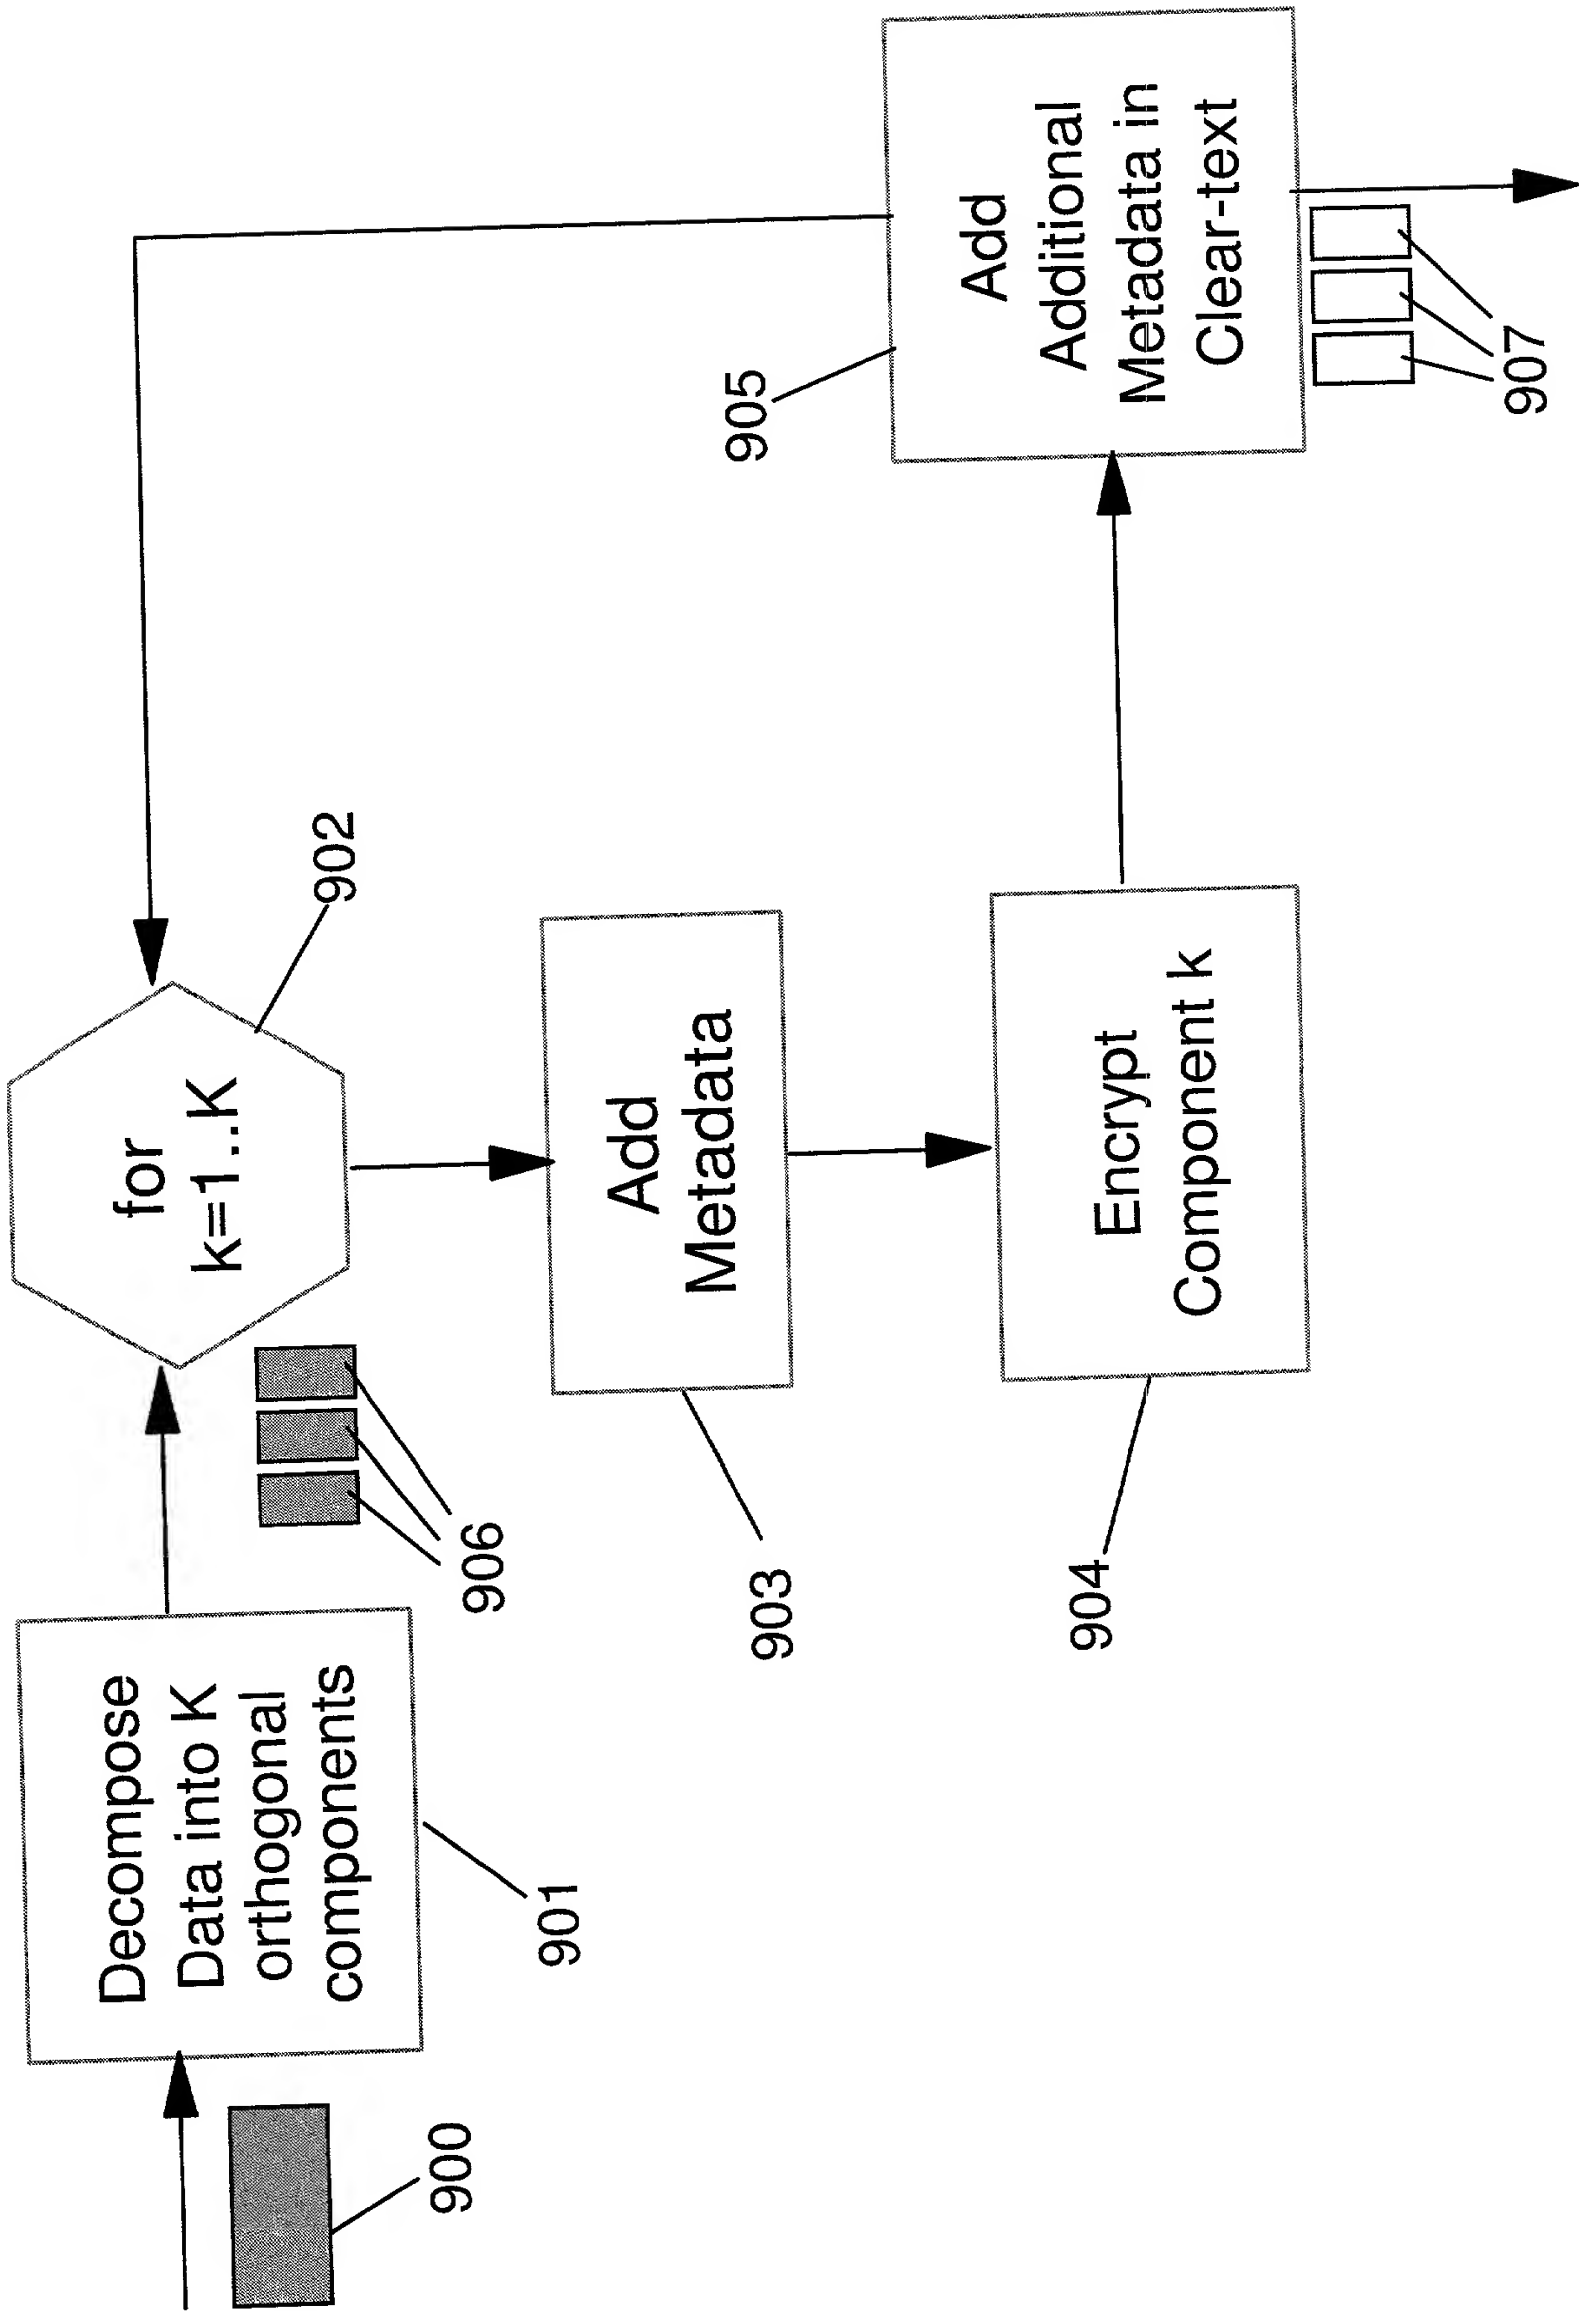 900
Decompose
Data into K
orthogonal
components
901
906
for
k=1..K
902
Add
Metadata
903
Encrypt
Component k
904
Add
Additional
Metadata in
Clear-text
905
907